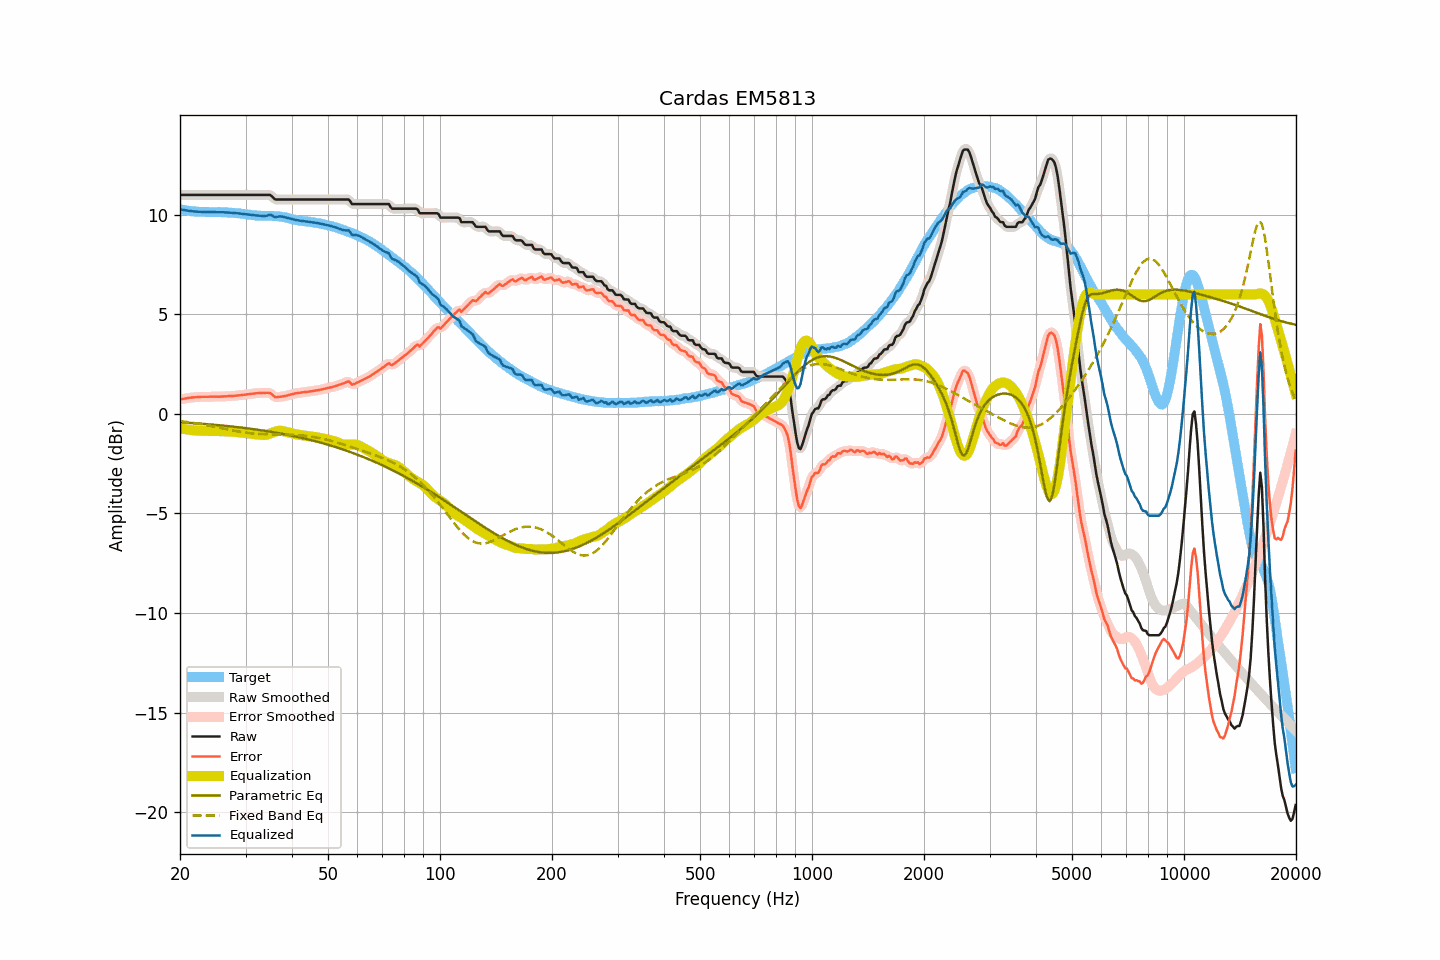 Cardas EM5813
Amplitude (dBr)
10
5
0
−5
−10
−15
−20
Target
Raw Smoothed
Error Smoothed
Raw
Error
Equalization
Parametric Eq
Fixed Band Eq
Equalized
20 50 100 200 500 1000 2000 5000 10000 20000
Frequency (Hz)